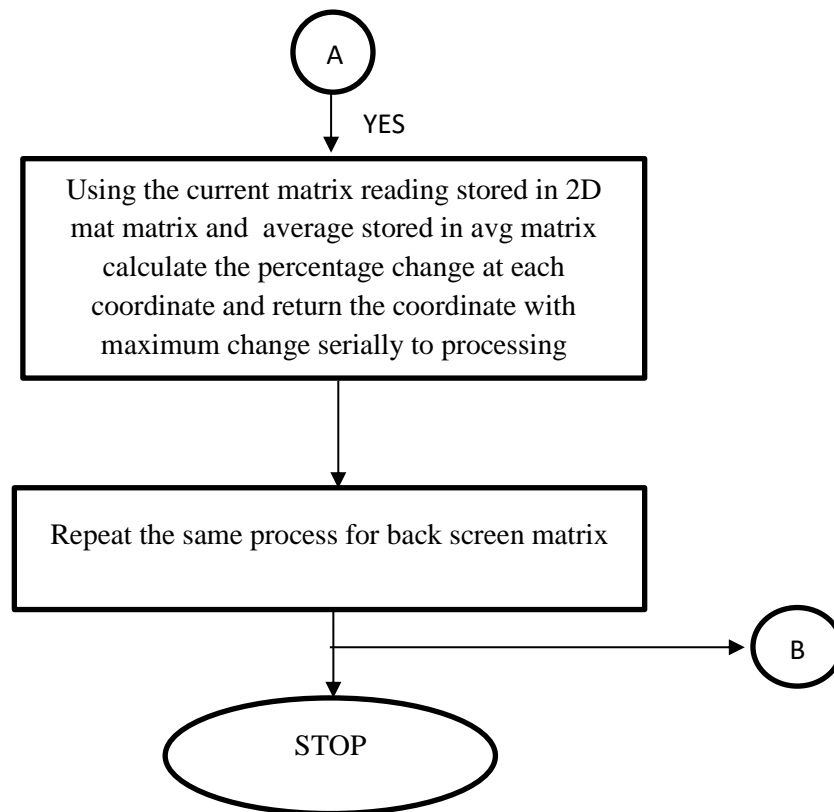 A
YES
Using the current matrix reading stored in 2D
mat matrix and  average stored in avg matrix
calculate the percentage change at each
coordinate and return the coordinate with
maximum change serially to processing
Repeat the same process for back screen matrix
B
STOP